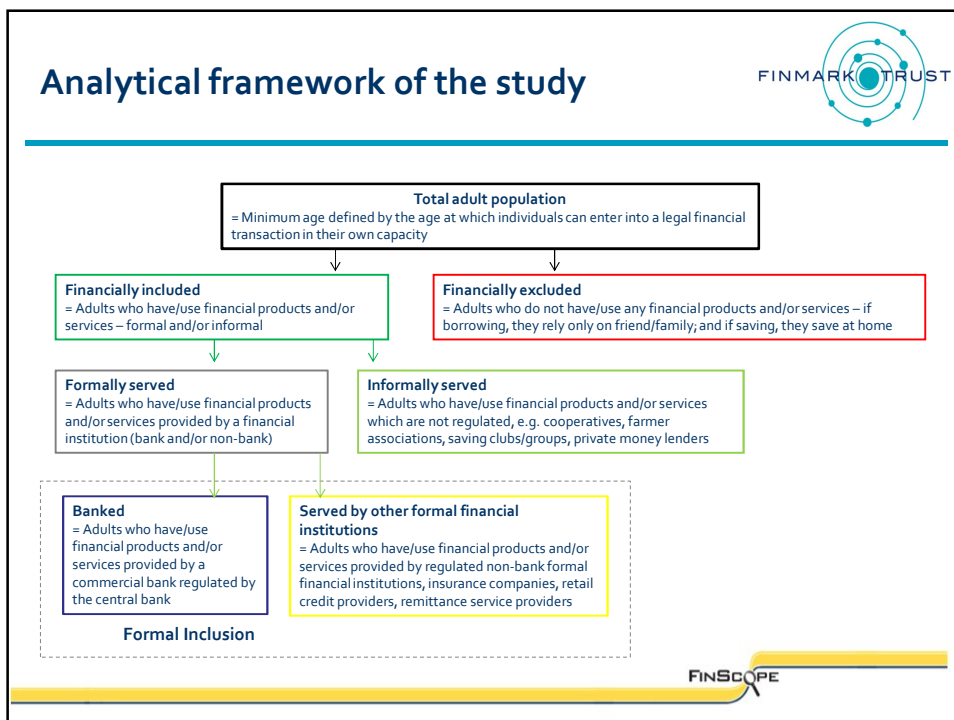 Analytical framework of the study
FINMARK TRUST
Total adult population
= Minimum age defined by the age at which individuals can enter into a legal financial
transaction in their own capacity
Financially included
= Adults who have/use financial products and/or
services – formal and/or informal
Financially excluded
= Adults who do not have/use any financial products and/or services – if
borrowing, they rely only on friend/family; and if saving, they save at home
Formally served
= Adults who have/use financial products
and/or services provided by a financial
institution (bank and/or non-bank)
Informally served
= Adults who have/use financial products and/or services
which are not regulated, e.g. cooperatives, farmer
associations, saving clubs/groups, private money lenders
Banked
= Adults who have/use
financial products and/or
services provided by a
commercial bank regulated by
the central bank
Served by other formal financial
institutions
= Adults who have/use financial products and/or
services provided by regulated non-bank formal
financial institutions, insurance companies, retail
credit providers, remittance service providers
Formal Inclusion
FINSCOPE